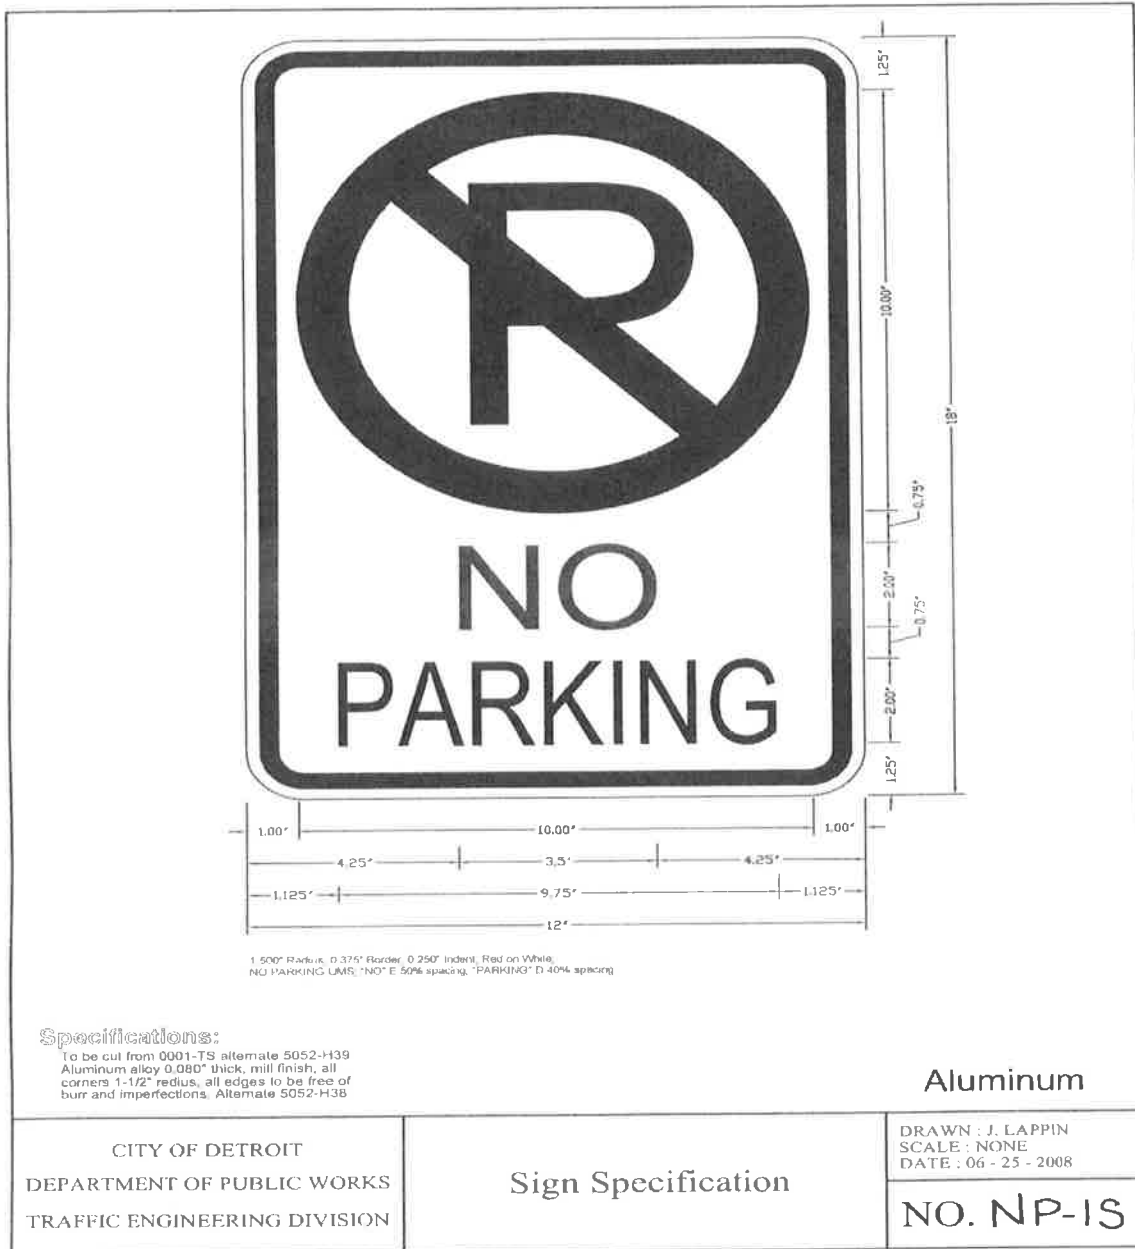 P
NO
PARKING
1.25"
10.00"
18"
0.75"
2.00"
0.75"
2.00"
1.25"
1.00" 10.00" 1.00"
4.25" 3.5" 4.25"
1.125" 9.75" 1.125"
12"
1.500" Radius, 0.375" Border, 0.250" Indent, Red on White;
NO PARKING UMS; "NO" E 50% spacing, "PARKING" D 40% spacing
Specifications:
To be cut from 0001-TS alternate 5052-H39
Aluminum alloy 0.080" thick, mill finish, all
corners 1-1/2" redius, all edges to be free of
burr and imperfections. Alternate 5052-H38
Aluminum
CITY OF DETROIT
DEPARTMENT OF PUBLIC WORKS
TRAFFIC ENGINEERING DIVISION
Sign Specification
DRAWN : J. LAPPIN
SCALE : NONE
DATE : 06 - 25 - 2008
NO. NP-1S